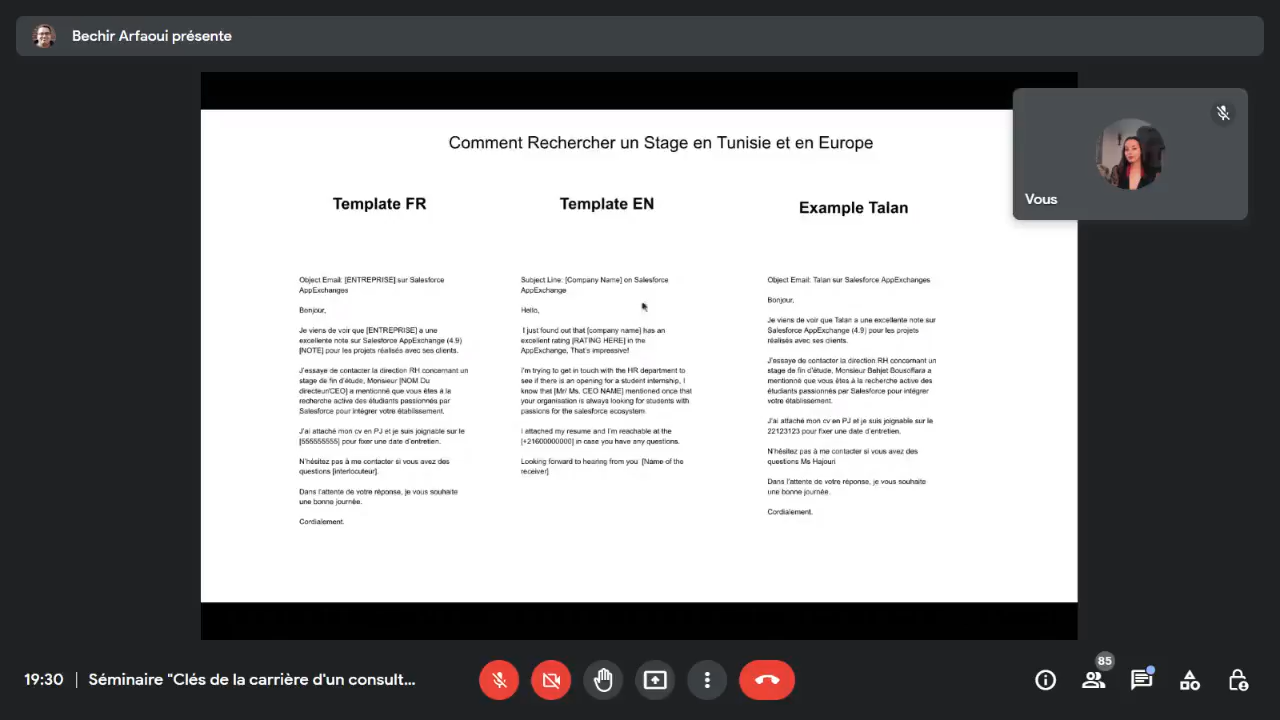 Bechir Arfaoui présente
Comment Rechercher un Stage en Tunisie et en Europe
Vous
Template FR
Object Email: [ENTREPRISE] sur Salesforce
AppExchanges
Bonjour,
Je viens de voir que [ENTREPRISE] a une
excellente note sur Salesforce AppExchange (4.9)
[NOTE] pour les projets réalisés avec ses clients.
J'essaye de contacter la direction RH concernant un
stage de fin d'étude, Monsieur [NOM Du
directeur/CEO] a mentionné que vous êtes à la
recherche active des étudiants passionnés par
Salesforce pour intégrer votre établissement.
J'ai attaché mon cv en PJ et je suis joignable sur le
[555555555] pour fixer une date d'entretien.
N'hésitez pas à me contacter si vous avez des
questions [interlocuteur].
Dans l'attente de votre réponse, je vous souhaite
une bonne journée.
Cordialement.
Template EN
Subject Line: [Company Name] on Salesforce
AppExchange
Hello,
I just found out that [company name] has an
excellent rating [RATING HERE] in the
AppExchange, That's impressive!
I'm trying to get in touch with the HR department to
see if there is an opening for a student internship, I
know that [Mr/ Ms. CEO NAME] mentioned once that
your organisation is always looking for students with
passions for the salesforce ecosystem.
I attached my resume and I'm reachable at the
[+21600000000] in case you have any questions.
Looking forward to hearing from you [Name of the
receiver]
Example Talan
Object Email: Talan sur Salesforce AppExchanges
Bonjour,
Je viens de voir que Talan a une excellente note sur
Salesforce AppExchange (4.9) pour les projets
réalisés avec ses clients.
J'essaye de contacter la direction RH concernant un
stage de fin d'étude, Monsieur Behjet Boussofara a
mentionné que vous êtes à la recherche active des
étudiants passionnés par Salesforce pour intégrer
votre établissement.
J'ai attaché mon cv en PJ et je suis joignable sur le
22123123 pour fixer une date d'entretien.
N'hésitez pas à me contacter si vous avez des
questions Ms Hajouri
Dans l'attente de votre réponse, je vous souhaite
une bonne journée.
Cordialement.
19:30 | Séminaire "Clés de la carrière d'un consult...
85